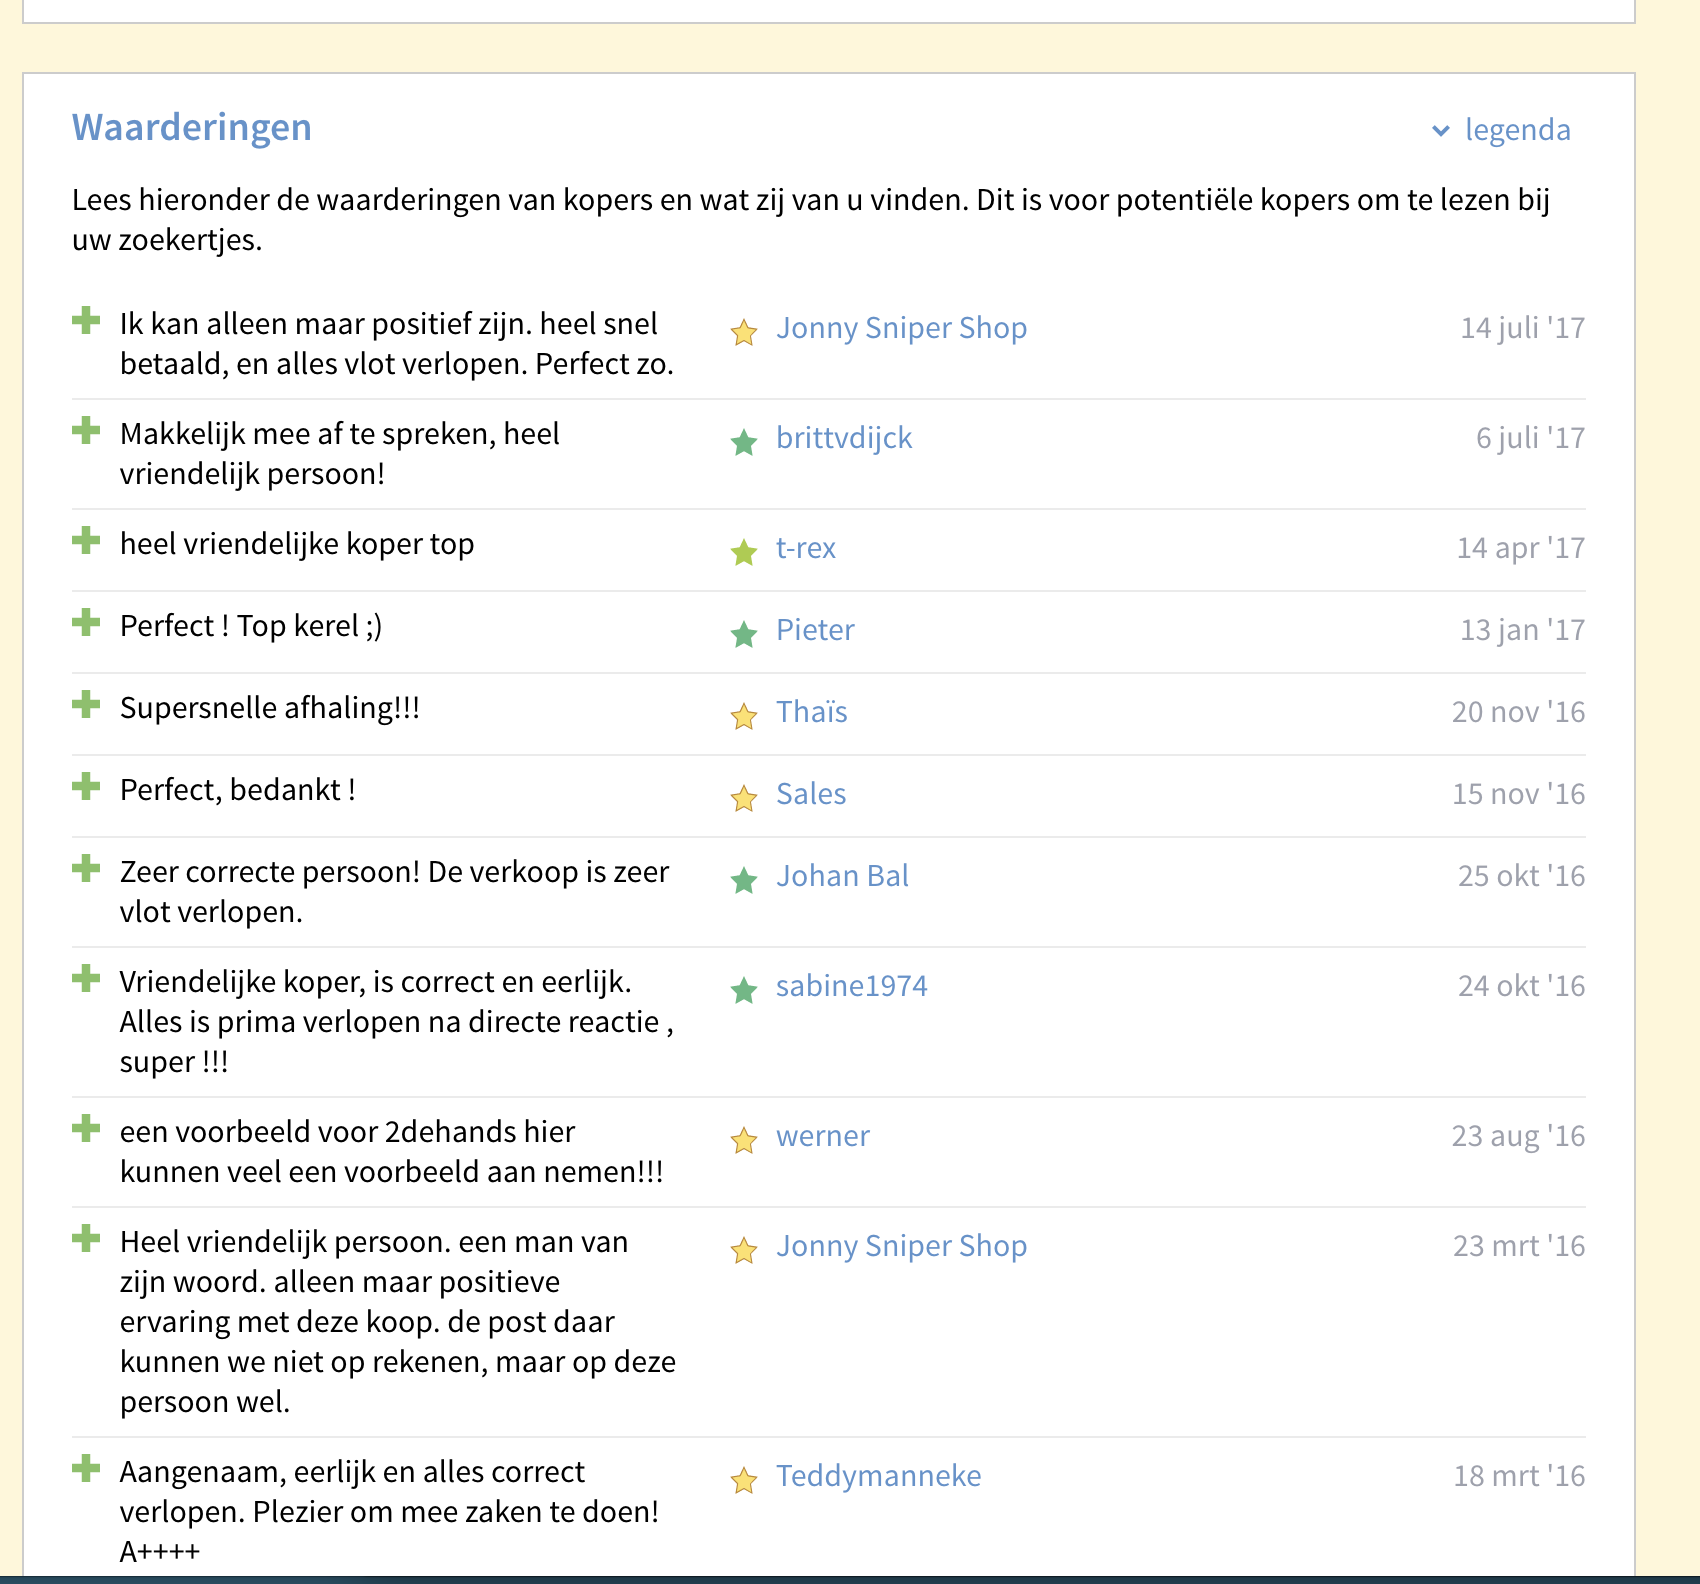 Waarderingen
legenda
Lees hieronder de waarderingen van kopers en wat zij van u vinden. Dit is voor potentiële kopers om te lezen bij
uw zoekertjes.
Ik kan alleen maar positief zijn. heel snel
betaald, en alles vlot verlopen. Perfect zo.
Jonny Sniper Shop
14 juli '17
Makkelijk mee af te spreken, heel
vriendelijk persoon!
brittvdijck
6 juli '17
heel vriendelijke koper top
t-rex
14 apr '17
Perfect ! Top kerel ;)
Pieter
13 jan '17
Supersnelle afhaling!!!
Thaïs
20 nov '16
Perfect, bedankt !
Sales
15 nov '16
Zeer correcte persoon! De verkoop is zeer
vlot verlopen.
Johan Bal
25 okt '16
Vriendelijke koper, is correct en eerlijk.
Alles is prima verlopen na directe reactie ,
super !!!
sabine1974
24 okt '16
een voorbeeld voor 2dehands hier
kunnen veel een voorbeeld aan nemen!!!
werner
23 aug '16
Heel vriendelijk persoon. een man van
zijn woord. alleen maar positieve
ervaring met deze koop. de post daar
kunnen we niet op rekenen, maar op deze
persoon wel.
Jonny Sniper Shop
23 mrt '16
Aangenaam, eerlijk en alles correct
verlopen. Plezier om mee zaken te doen!
A++++
Teddymanneke
18 mrt '16